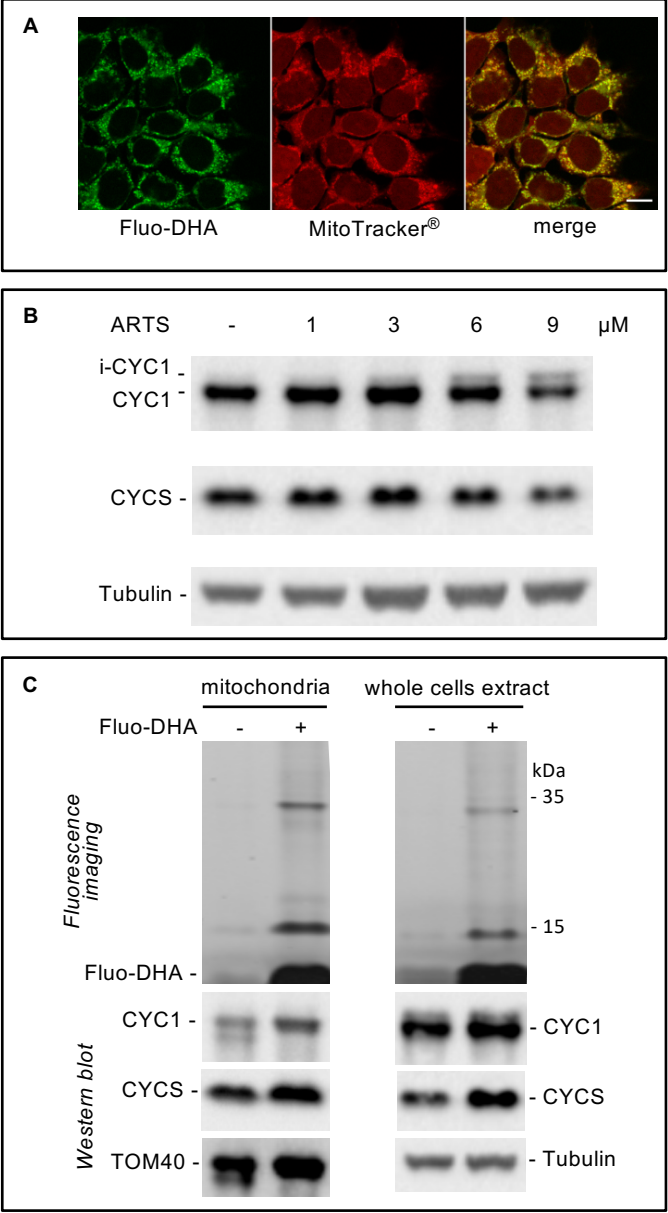 A
Fluo-DHA MitoTracker® merge
B
ARTS - 1 3 6 9 µM
i-CYC1 -
CYC1 -
CYCS -
Tubulin -
C
mitochondria whole cells extract
Fluo-DHA - + - +
kDa
- 35
- 15
Fluorescence
imaging
Fluo-DHA -
CYC1 - - CYC1
CYCS - - CYCS
TOM40 - - Tubulin
Western blot